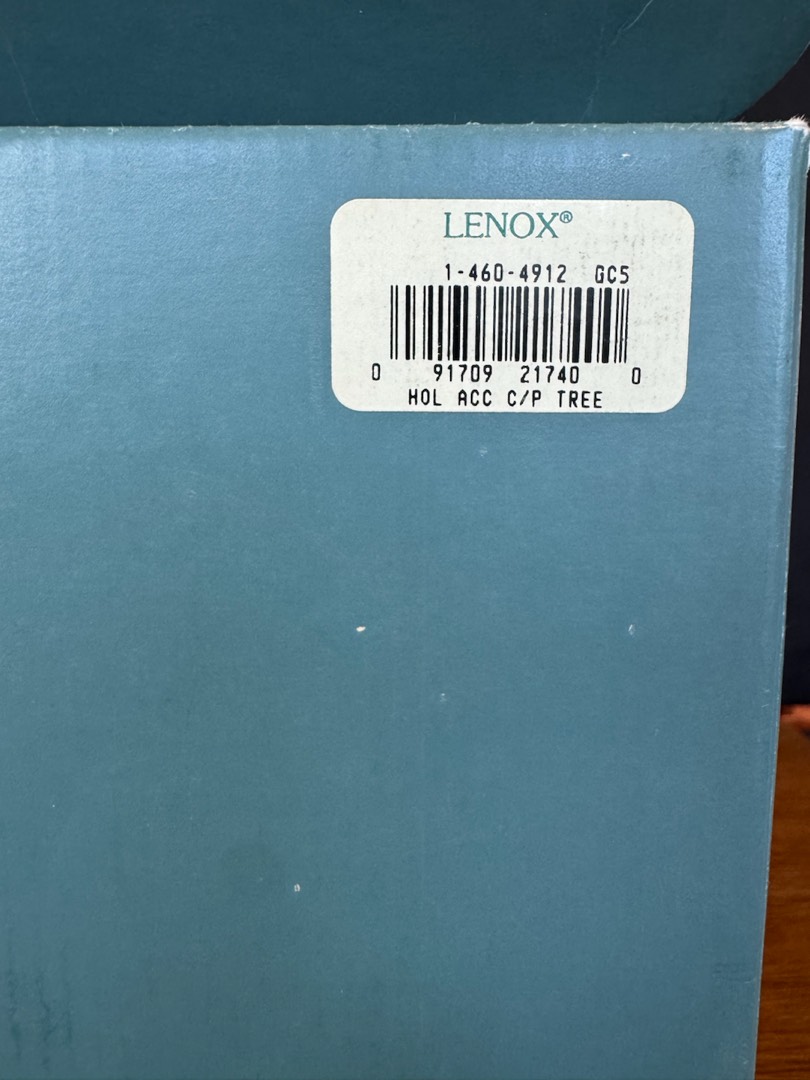 LENOX®
1-460-4912 GC5
0 91709 21740 0
HOL ACC C/P TREE